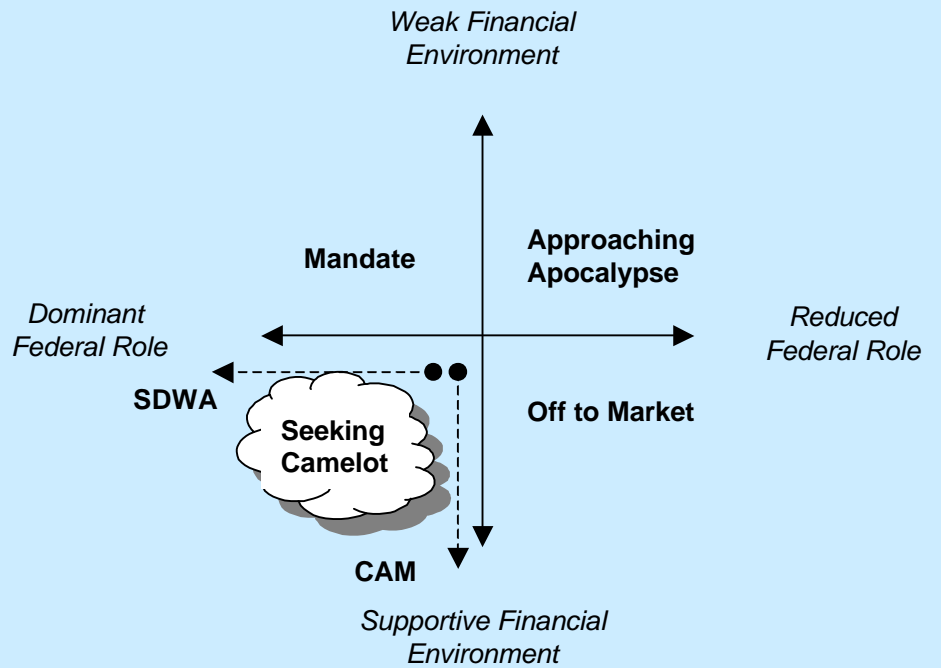 Weak Financial
Environment
Mandate
Approaching
Apocalypse
Dominant
Federal Role
Reduced
Federal Role
SDWA
Off to Market
Seeking
Camelot
CAM
Supportive Financial
Environment